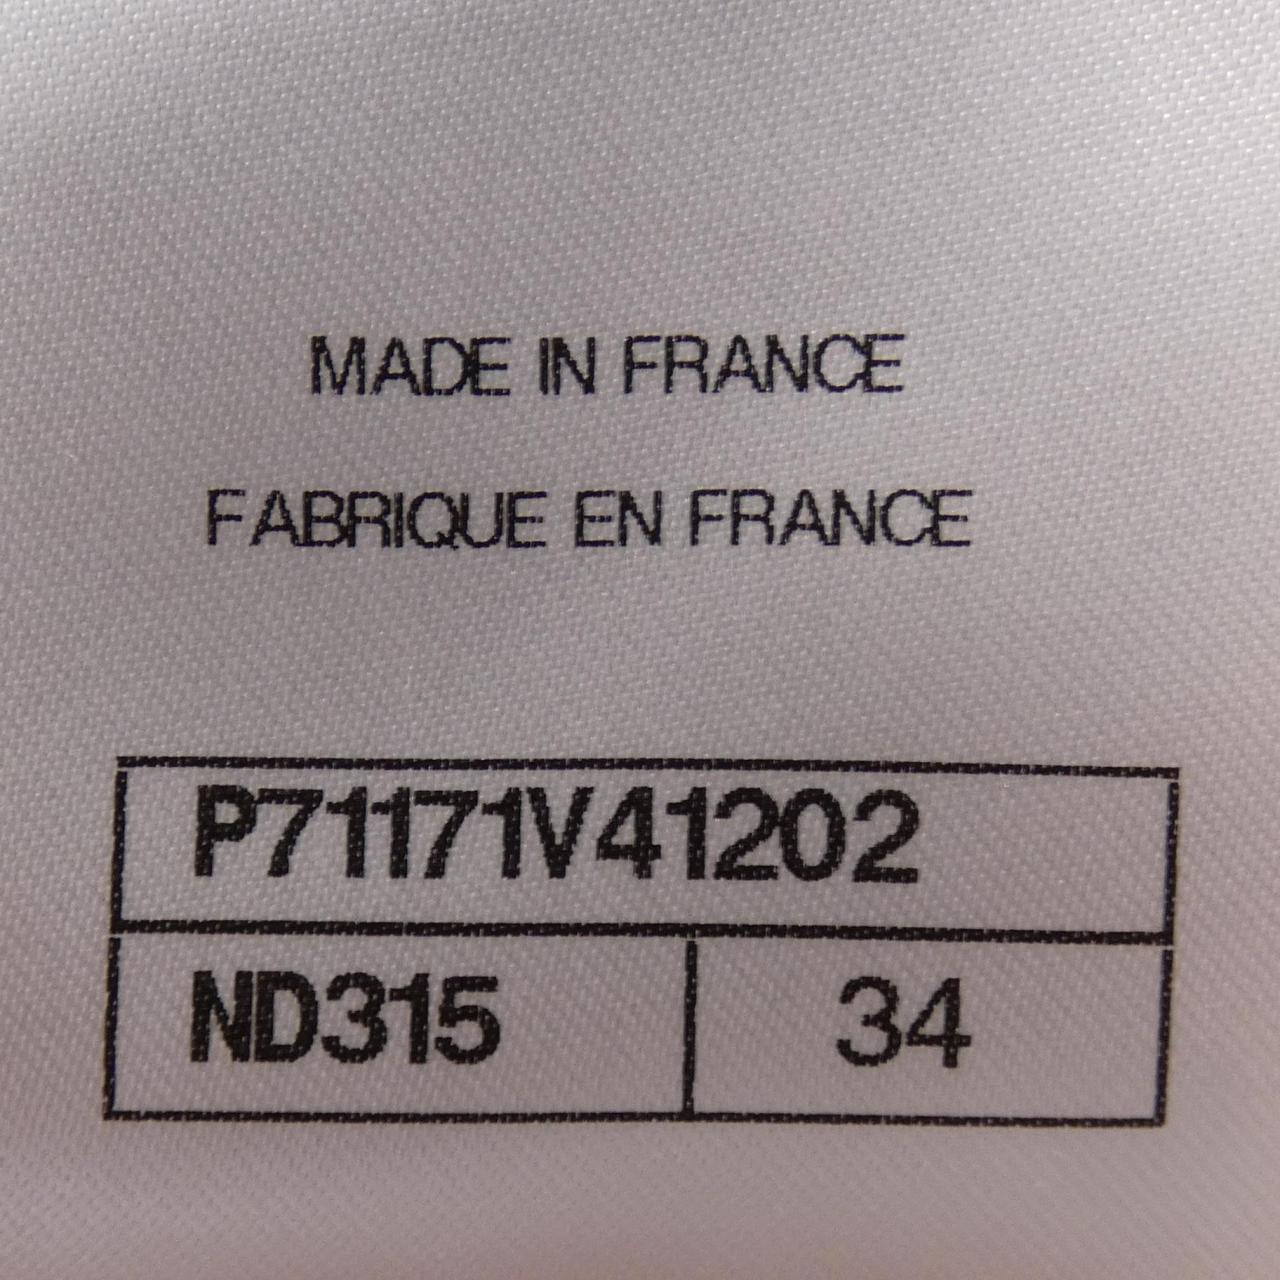 MADE IN FRANCE
FABRIQUE EN FRANCE
P71171V41202
ND315 34